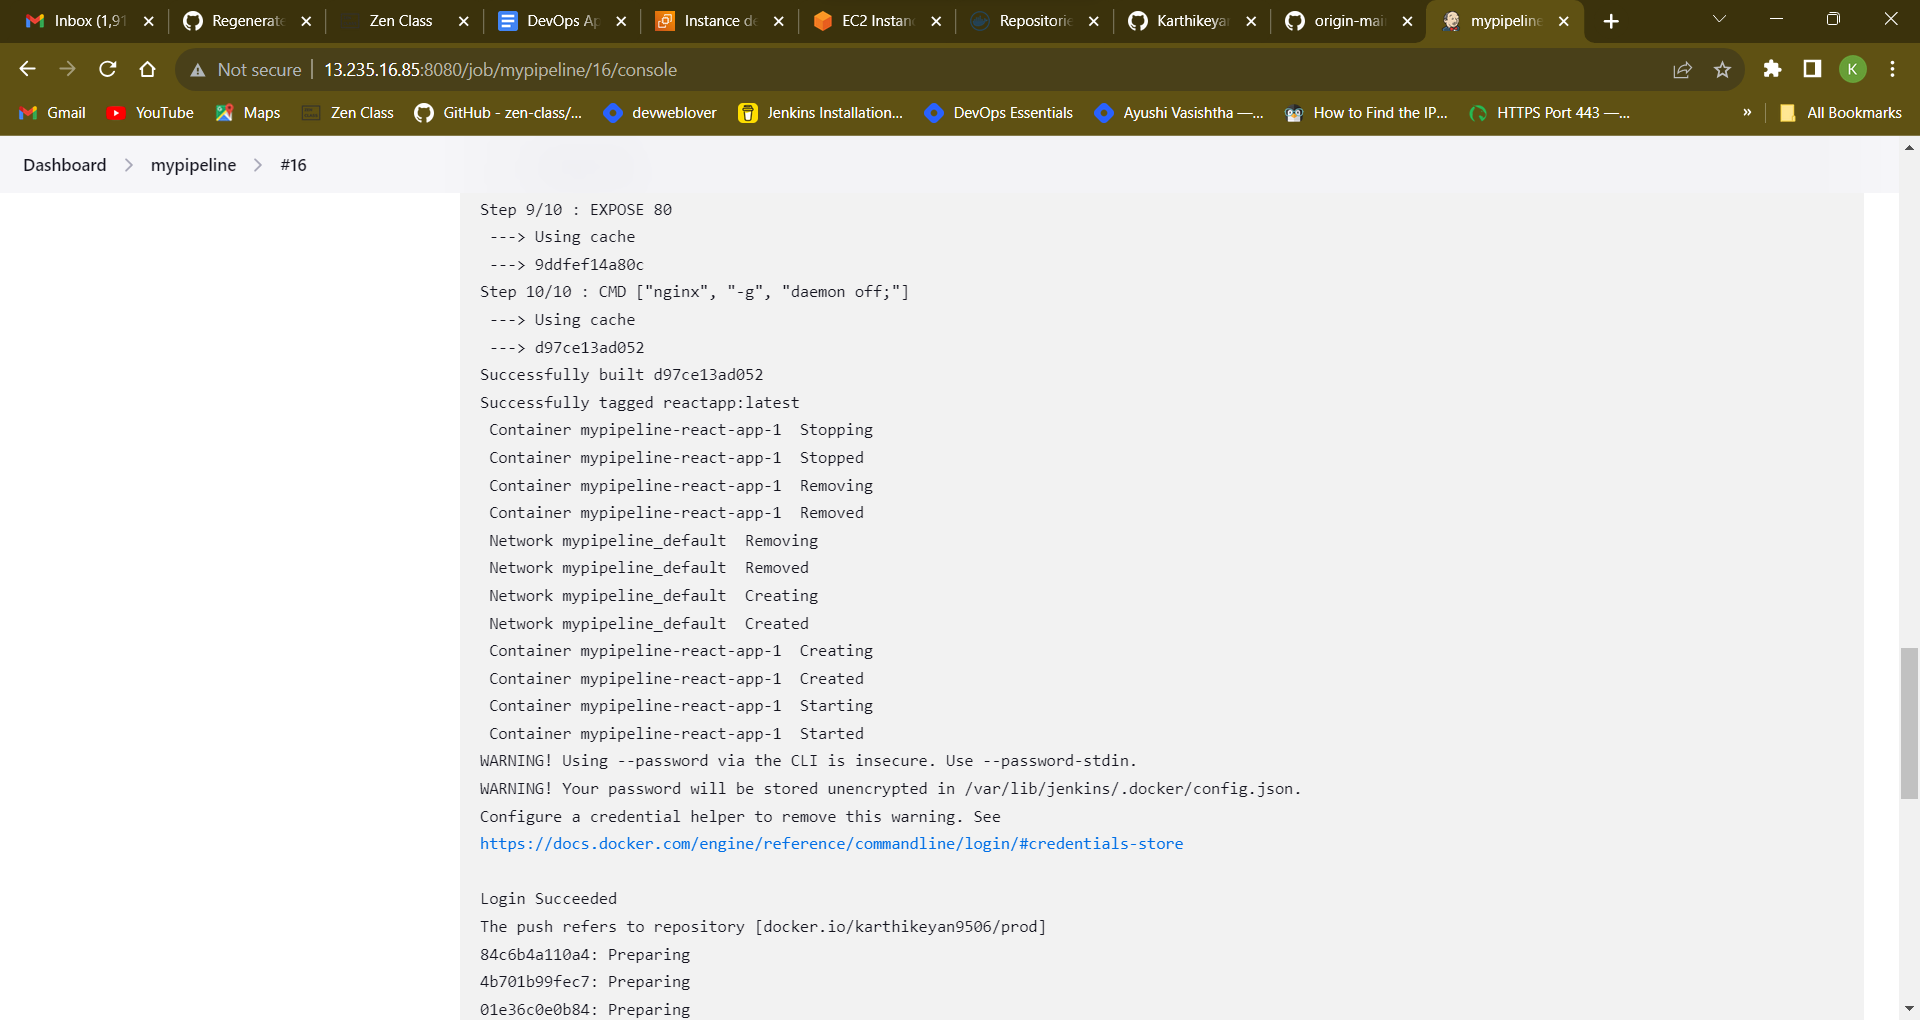 Inbox (1,91
Regenerate
Zen Class
DevOps Ap
Instance de
EC2 Instan
Repositorie
Karthikeyan
origin-mai
mypipeline
Not secure
13.235.16.85:8080/job/mypipeline/16/console
K
Gmail
YouTube
Maps
Zen Class
GitHub - zen-class/...
devweblover
Jenkins Installation...
DevOps Essentials
Ayushi Vasishtha —...
How to Find the IP...
HTTPS Port 443 —...
»
All Bookmarks
Dashboard > mypipeline > #16
Step 9/10 : EXPOSE 80
---> Using cache
---> 9ddfef14a80c
Step 10/10 : CMD ["nginx", "-g", "daemon off;"]
---> Using cache
---> d97ce13ad052
Successfully built d97ce13ad052
Successfully tagged reactapp:latest
Container mypipeline-react-app-1  Stopping
Container mypipeline-react-app-1  Stopped
Container mypipeline-react-app-1  Removing
Container mypipeline-react-app-1  Removed
Network mypipeline_default  Removing
Network mypipeline_default  Removed
Network mypipeline_default  Creating
Network mypipeline_default  Created
Container mypipeline-react-app-1  Creating
Container mypipeline-react-app-1  Created
Container mypipeline-react-app-1  Starting
Container mypipeline-react-app-1  Started
WARNING! Using --password via the CLI is insecure. Use --password-stdin.
WARNING! Your password will be stored unencrypted in /var/lib/jenkins/.docker/config.json.
Configure a credential helper to remove this warning. See
https://docs.docker.com/engine/reference/commandline/login/#credentials-store
Login Succeeded
The push refers to repository [docker.io/karthikeyan9506/prod]
84c6b4a110a4: Preparing
4b701b99fec7: Preparing
01e36c0e0b84: Preparing